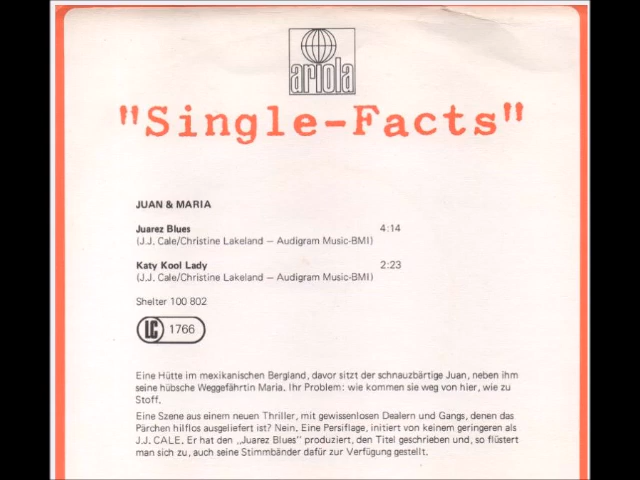 ariola
"Single-Facts"
JUAN & MARIA
Juarez Blues 4:14
(J.J. Cale/Christine Lakeland — Audigram Music-BMI)
Katy Kool Lady 2:23
(J.J. Cale/Christine Lakeland — Audigram Music-BMI)
Shelter 100 802
LC 1766
Eine Hütte im mexikanischen Bergland, davor sitzt der schnauzbärtige Juan, neben ihm
seine hübsche Weggefährtin Maria. Ihr Problem: wie kommen sie weg von hier, wie zu
Stoff.
Eine Szene aus einem neuen Thriller, mit gewissenlosen Dealern und Gangs, denen das
Pärchen hilflos ausgeliefert ist? Nein. Eine Persiflage, initiert von keinem geringeren als
J.J. CALE. Er hat den „Juarez Blues" produziert, den Titel geschrieben und, so flüstert
man sich zu, auch seine Stimmbänder dafür zur Verfügung gestellt.